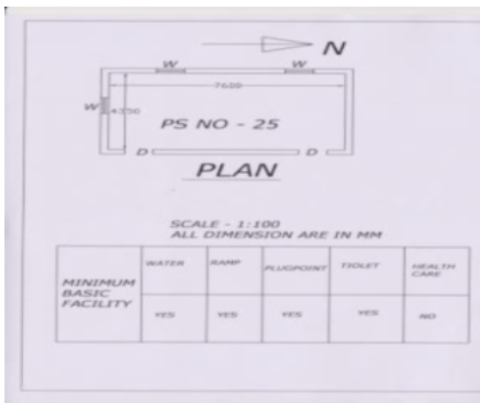 N
W W
7600
W 4350
PS NO - 25
D D
PLAN
SCALE - 1:100
ALL DIMENSION ARE IN MM
MINIMUM BASIC FACILITY
WATER RAMP PLUGPOINT TIOLET HEALTH CARE
YES YES YES YES NO